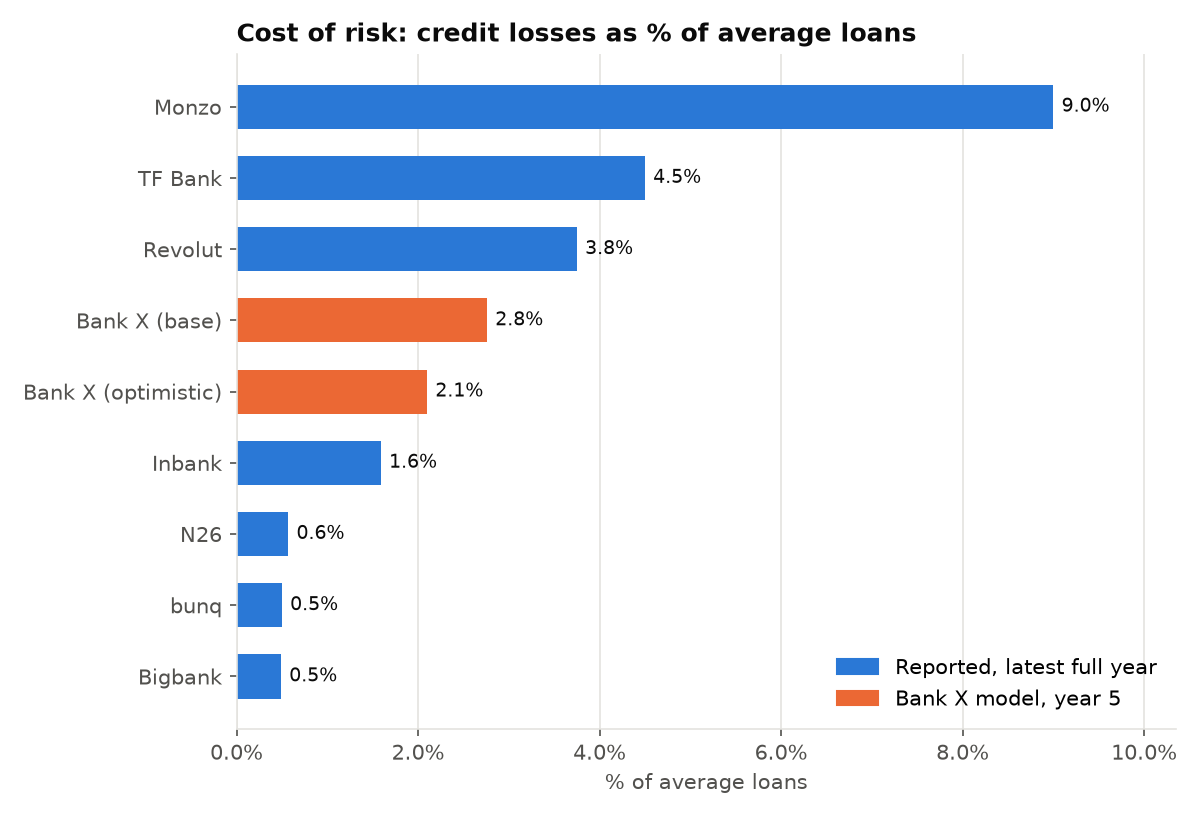 Cost of risk: credit losses as % of average loans
Monzo 9.0%
TF Bank 4.5%
Revolut 3.8%
Bank X (base) 2.8%
Bank X (optimistic) 2.1%
Inbank 1.6%
N26 0.6%
bunq 0.5%
Bigbank 0.5%
Reported, latest full year
Bank X model, year 5
0.0% 2.0% 4.0% 6.0% 8.0% 10.0%
% of average loans